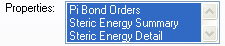 Properties:
Pi Bond Orders
Steric Energy Summary
Steric Energy Detail